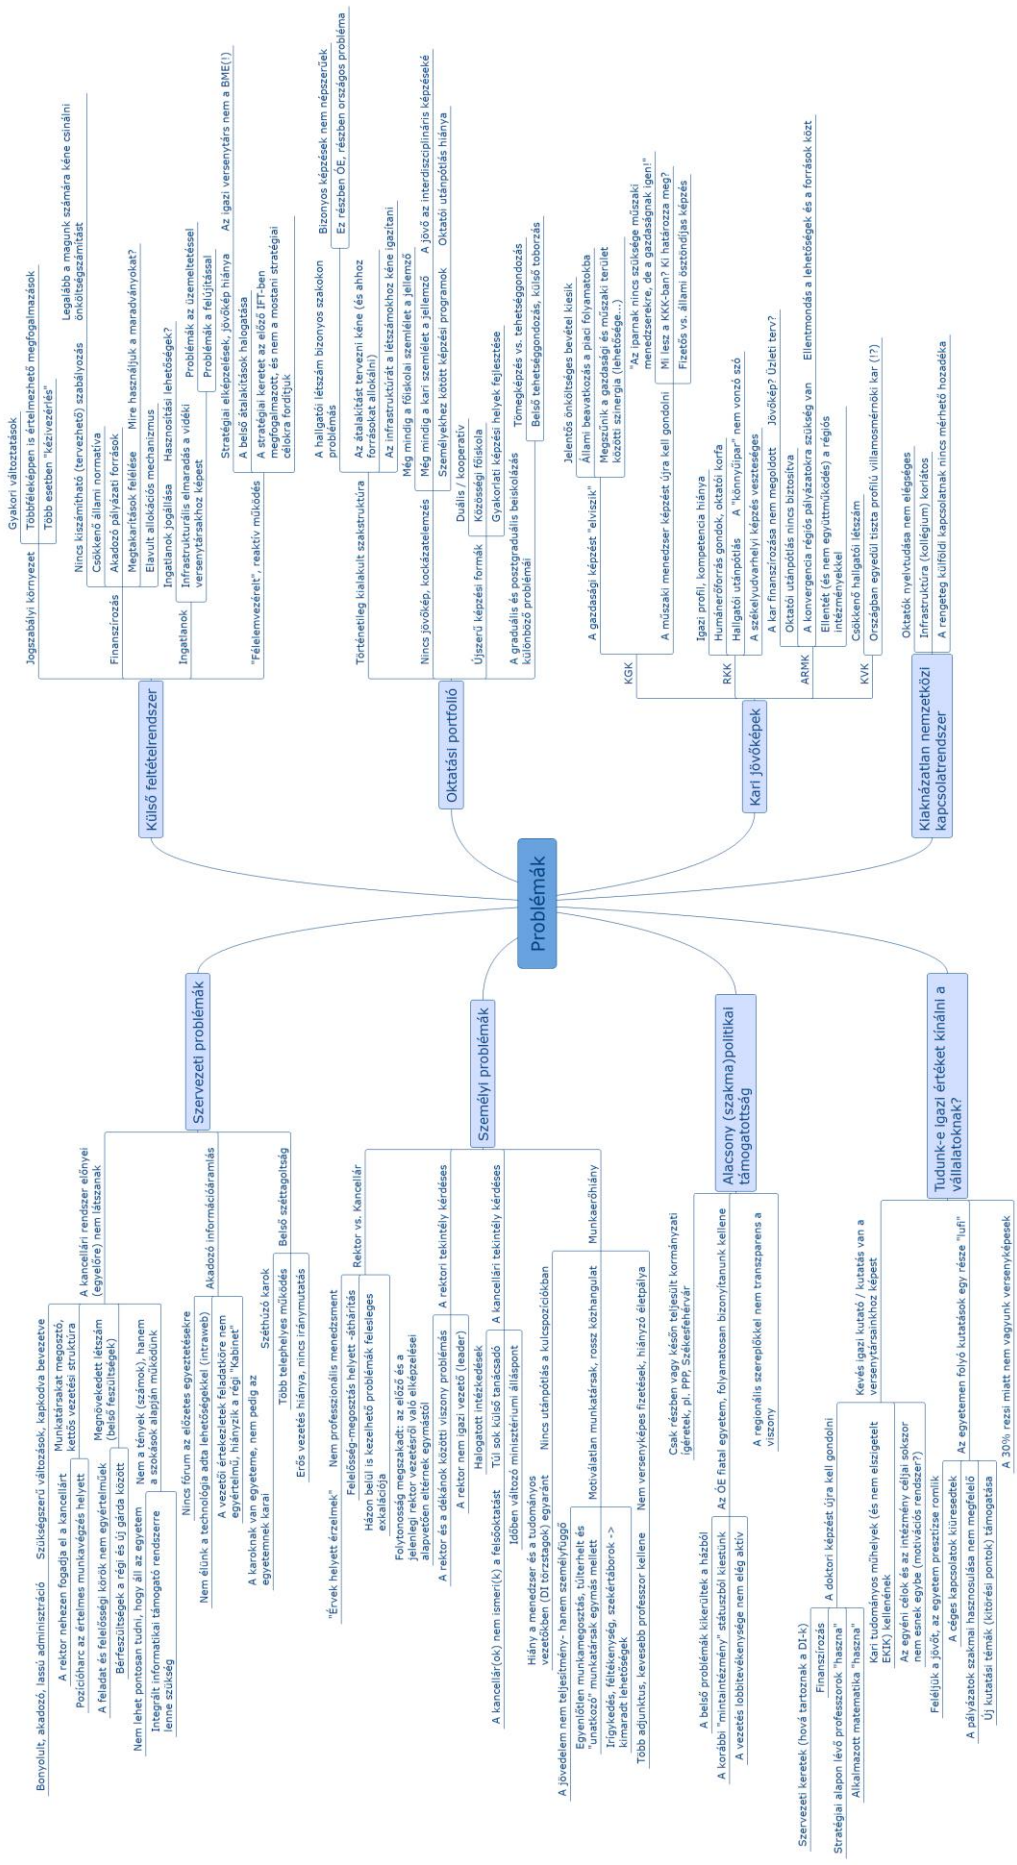 Problémák
Szervezeti problémák
A kancellári rendszer előnyei
(egyelőre) nem látszanak
Szükségszerű változások, kapkodva bevezetve
Bonyolult, akadozó, lassú adminisztráció
Munkatársakat megosztó,
kettős vezetési struktúra
A rektor nehezen fogadja el a kancellárt
Pozícióharc az értelmes munkavégzés helyett
A feladat és felelősségi körök nem egyértelműek
Megnövekedett létszám
(belső feszültségek)
Bérfeszültségek a régi és új gárda között
Nem a tények (számok), hanem
a szokások alapján működünk
Nem lehet pontosan tudni, hogy áll az egyetem
Integrált informatikai támogató rendszerre
lenne szükség
Akadozó információáramlás
Nincs fórum az előzetes egyeztetésekre
Nem élünk a technológia adta lehetőségekkel (intraweb)
A vezetői értekezletek feladatköre nem
egyértelmű, hiányzik a régi "Kabinet"
Belső széttagoltság
Széthúzó karok
A karoknak van egyeteme, nem pedig az
egyetemnek karai
Több telephelyes működés
Erős vezetés hiánya, nincs iránymutatás
Személyi problémák
Rektor vs. Kancellár
Nem professzionális menedzsment
"Érvek helyett érzelmek"
Felelősség-megosztás helyett -áthárítás
Házon belül is kezelhető problémák felesleges
exkalációja
A rektori tekintély kérdéses
Folytonosság megszakadt: az előző és a
jelenlegi rektor vezetésről való elképzelései
alapvetően eltérnek egymástól
A rektor és a dékánok közötti viszony problémás
A rektor nem igazi vezető (leader)
Halogatott intézkedések
A kancellári tekintély kérdéses
Túl sok külső tanácsadó
A kancellár(ok) nem ismeri(k) a felsőoktatást
Időben változó minisztériumi álláspont
Munkaerőhiány
Nincs utánpótlás a kulcspozíciókban
Hiány a menedzser és a tudományos
vezetőkben (DI törzstagok) egyaránt
Motiválatlan munkatársak, rossz közhangulat
A jövedelem nem teljesítmény- hanem személyfüggő
Egyenlőtlen munkamegosztás, túlterhelt és
"unatkozó" munkatársak egymás mellett
Irigykedés, féltékenység, szekértáborok ->
kimaradt lehetőségek
Nem versenyképes fizetések, hiányzó életpálya
Több adjunktus, kevesebb professzor kellene
Alacsony (szakma)politikai
támogatottság
Csak részben vagy későn teljesült kormányzati
ígéretek, pl. PPP, Székesfehérvár
Az ÓE fiatal egyetem, folyamatosan bizonyítanunk kellene
A belső problémák kikerültek a házból
A korábbi "mintaintézmény" státuszból kiestünk
A vezetés lobbitevékenysége nem elég aktív
A regionális szereplőkkel nem transzparens a
viszony
Tudunk-e igazi értéket kínálni a
vállalatoknak?
Kevés igazi kutató / kutatás van a
versenytársainkhoz képest
A doktori képzést újra kell gondolni
Szervezeti keretek (hová tartoznak a DI-k)
Finanszírozás
Stratégiai alapon lévő professzorok "haszna"
Alkalmazott matematika "haszna"
Kari tudományos műhelyek (és nem elszigetelt
EKIK) kellenének
Az egyéni célok és az intézmény céljai sokszor
nem esnek egybe (motivációs rendszer?)
Feléljük a jövőt, az egyetem presztízse romlik
Az egyetemen folyó kutatások egy része "lufi"
A céges kapcsolatok kiüresedtek
A pályázatok szakmai hasznosulása nem megfelelő
Új kutatási témák (kitörési pontok) támogatása
A 30% rezsi miatt nem vagyunk versenyképesek
Külső feltételrendszer
Jogszabályi környezet
Gyakori változtatások
Többféleképpen is értelmezhető megfogalmazások
Több esetben "kézivezérlés"
Finanszírozás
Nincs kiszámítható (tervezhető) szabályozás
Legalább a magunk számára kéne csinálni
önköltségszámítást
Csökkenő állami normatíva
Akadozó pályázati források
Megtakarítások felélése
Mire használjuk a maradványokat?
Elavult allokációs mechanizmus
Ingatlanok
Ingatlanok jogállása
Hasznosítási lehetőségek?
Infrastrukturális elmaradás a vidéki
versenytársakhoz képest
Problémák az üzemeltetéssel
Problémák a felújítással
"Félelemvezérelt", reaktív működés
Stratégiai elképzelések, jövőkép hiánya
Az igazi versenytárs nem a BME(!)
A belső átalakítások halogatása
A stratégiai keretet az előző IFT-ben
megfogalmazott, és nem a mostani stratégiai
célokra fordítjuk
Oktatási portfolió
Történetileg kialakult szakstruktúra
A hallgatói létszám bizonyos szakokon
problémás
Bizonyos képzések nem népszerűek
Ez részben ÓE, részben országos probléma
Az átalakítást tervezni kéne (és ahhoz
forrásokat allokálni)
Az infrastruktúrát a létszámokhoz kéne igazítani
Nincs jövőkép, kockázatelemzés
Még mindig a főiskolai szemlélet a jellemző
Még mindig a kari szemlélet a jellemző
A jövő az interdiszciplináris képzéseké
Személyekhez kötött képzési programok
Oktatói utánpótlás hiánya
Újszerű képzési formák
Duális / kooperatív
Közösségi főiskola
Gyakorlati képzési helyek fejlesztése
A graduális és posztgraduális beiskolázás
különböző problémái
Tömegképzés vs. tehetséggondozás
Belső tehetséggondozás, külső toborzás
Kari jövőképek
KGK
A gazdasági képzést "elviszik"
Jelentős önköltséges bevétel kiesik
Állami beavatkozás a piaci folyamatokba
Megszűnik a gazdasági és műszaki terület
közötti szinergia (lehetősége...)
A műszaki menedzser képzést újra kell gondolni
"Az iparnak nincs szüksége műszaki
menedzserekre, de a gazdaságnak igen!"
Mi lesz a KKK-ban? Ki határozza meg?
Fizetős vs. állami ösztöndíjas képzés
RKK
Igazi profil, kompetencia hiánya
Humánerőforrás gondok, oktatói korfa
Hallgatói utánpótlás
A "könnyűipar" nem vonzó szó
A székelyudvarhelyi képzés veszteséges
ARMK
A kar finanszírozása nem megoldott
Jövőkép? Üzleti terv?
Oktatói utánpótlás nincs biztosítva
A konvergencia régiós pályázatokra szükség van
Ellentmondás a lehetőségek és a források közt
Ellentét (és nem együttműködés) a régiós
intézményekkel
KVK
Csökkenő hallgatói létszám
Országban egyedüli tiszta profilú villamosmérnöki kar (!?)
Kiaknázatlan nemzetközi
kapcsolatrendszer
Oktatók nyelvtudása nem elégséges
Infrastruktúra (kollégium) korlátos
A rengeteg külföldi kapcsolatnak nincs mérhető hozadéka